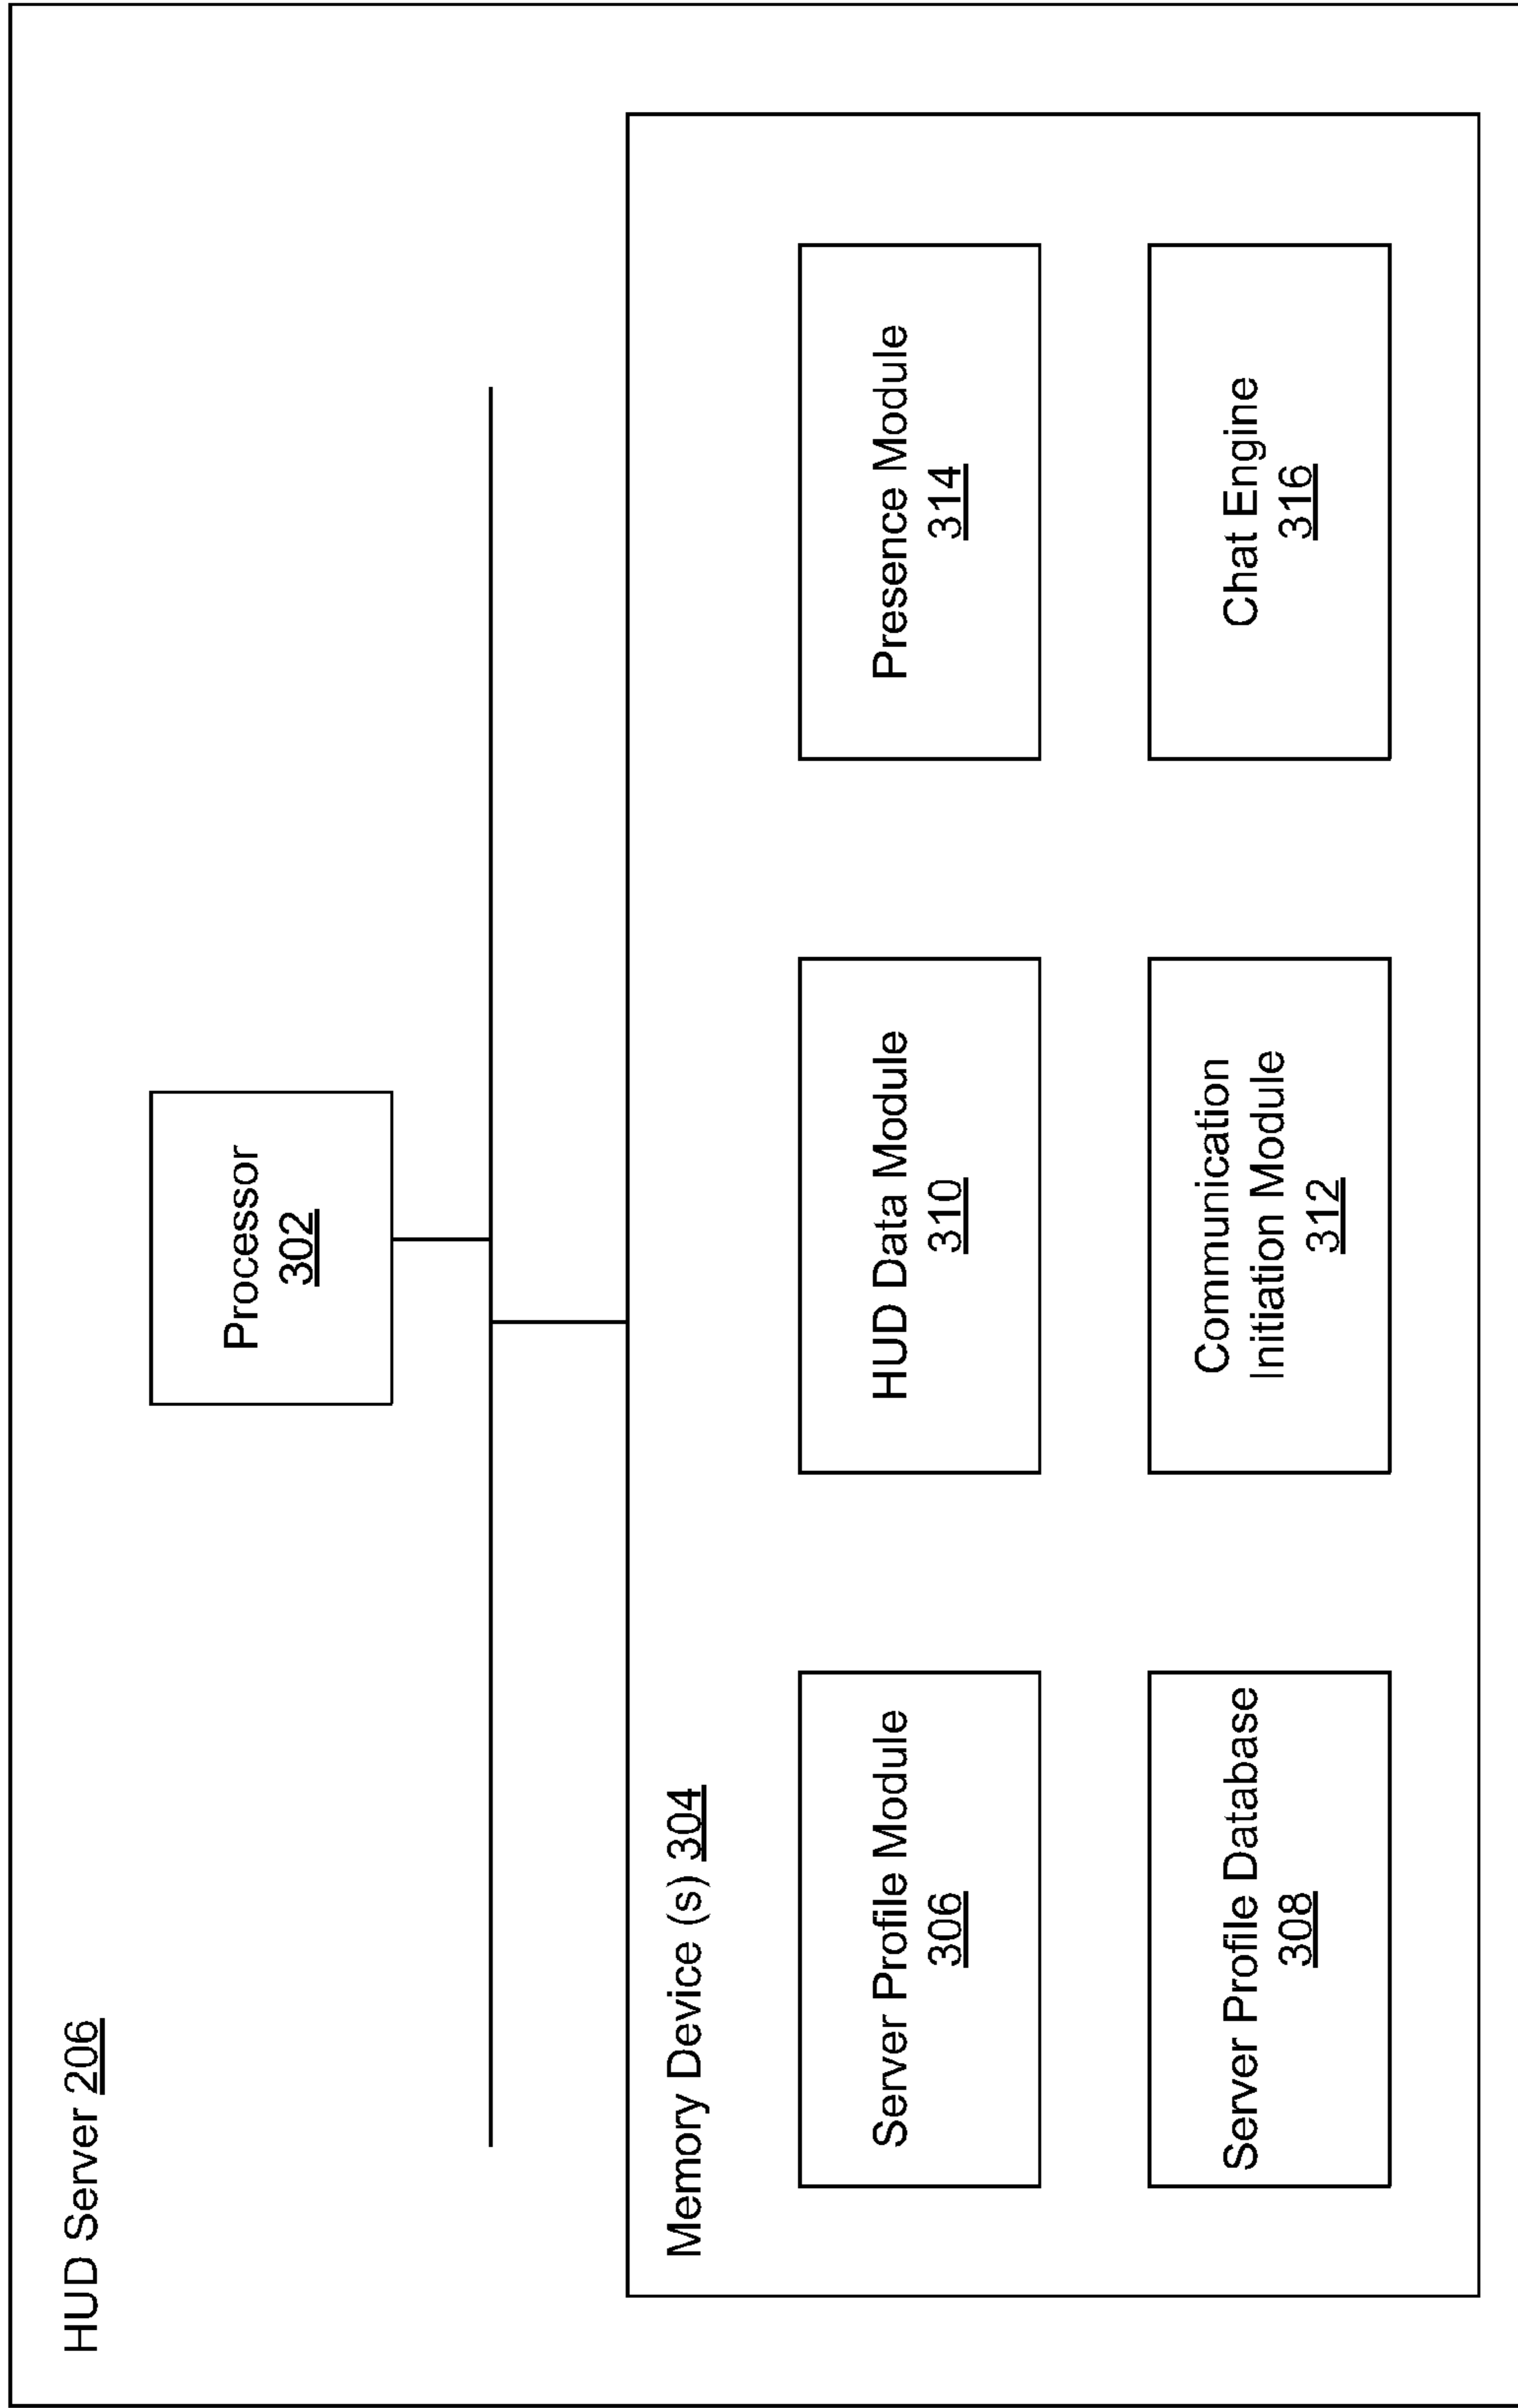 HUD Server 206
Processor
302
Memory Device (s) 304
Server Profile Module
306
HUD Data Module
310
Presence Module
314
Server Profile Database
308
Communication
Initiation Module
312
Chat Engine
316